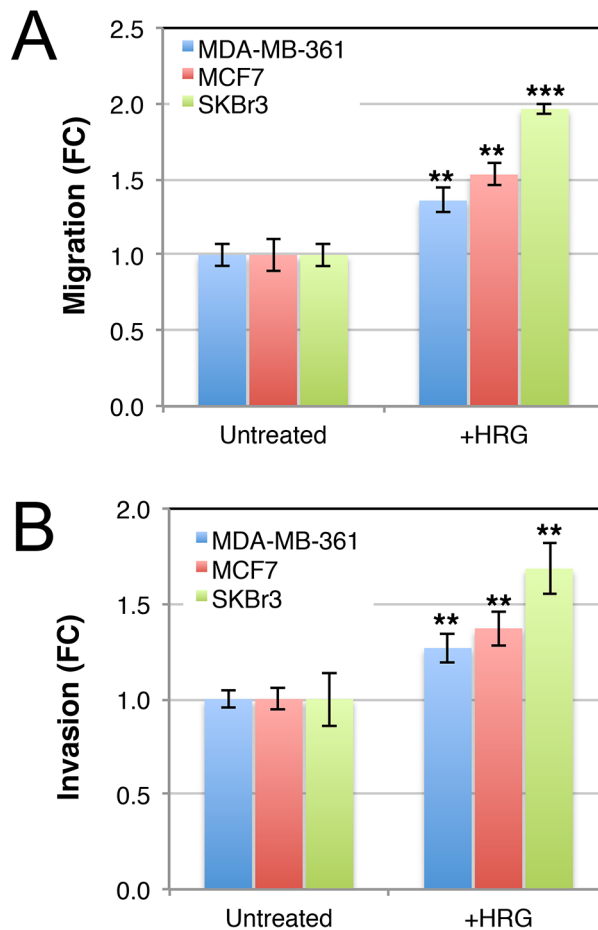 A
2.5
MDA-MB-361
MCF7
SKBr3
***
2.0
**
**
1.5
Migration (FC)
1.0
0.5
0.0
Untreated
+HRG
B
2.0
MDA-MB-361
MCF7
SKBr3
**
**
**
1.5
Invasion (FC)
1.0
0.5
0.0
Untreated
+HRG